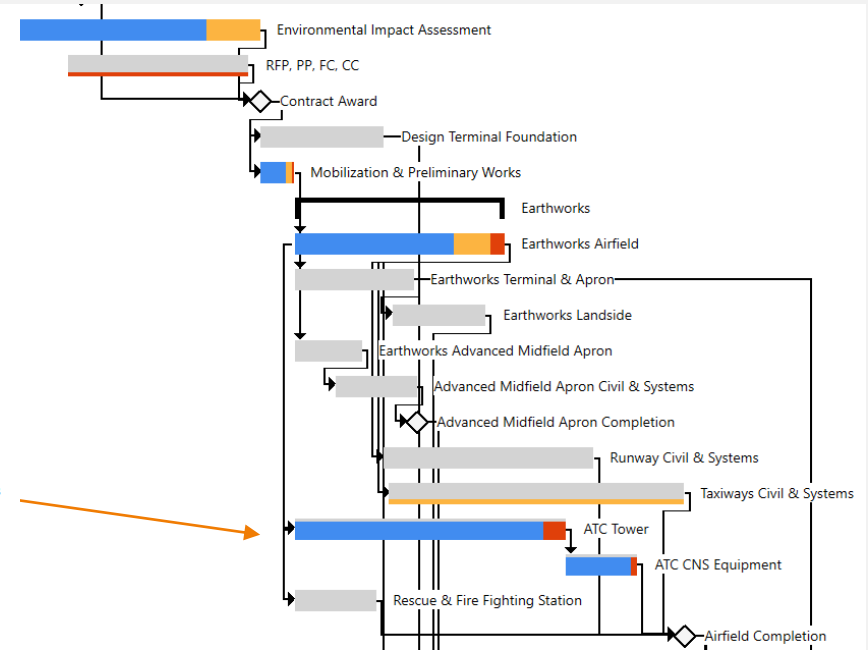 Environmental Impact Assessment
RFP, PP, FC, CC
Contract Award
Design Terminal Foundation
Mobilization & Preliminary Works
Earthworks
Earthworks Airfield
Earthworks Terminal & Apron
Earthworks Landside
Earthworks Advanced Midfield Apron
Advanced Midfield Apron Civil & Systems
Advanced Midfield Apron Completion
Runway Civil & Systems
Taxiways Civil & Systems
ATC Tower
ATC CNS Equipment
Rescue & Fire Fighting Station
Airfield Completion